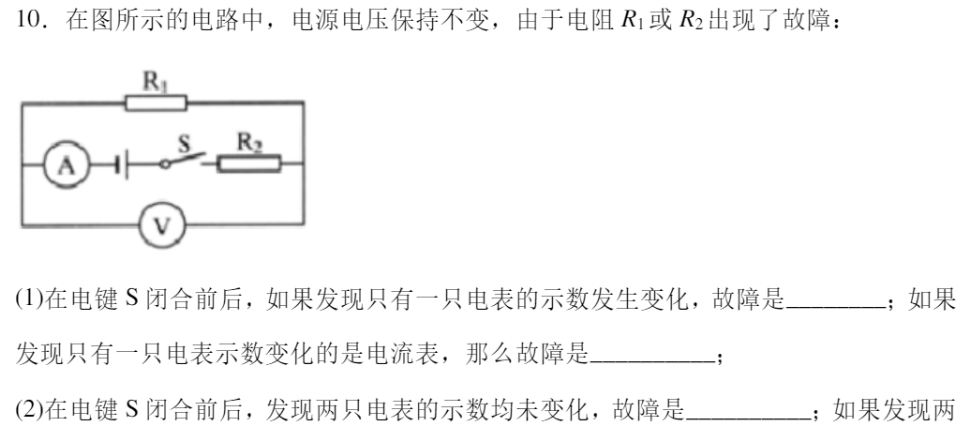 10．在图所示的电路中，电源电压保持不变，由于电阻 R₁或 R₂出现了故障：
R₁
S
R₂
A
V
(1)在电键 S 闭合前后，如果发现只有一只电表的示数发生变化，故障是________；如果
发现只有一只电表示数变化的是电流表，那么故障是__________；
(2)在电键 S 闭合前后，发现两只电表的示数均未变化，故障是__________；如果发现两